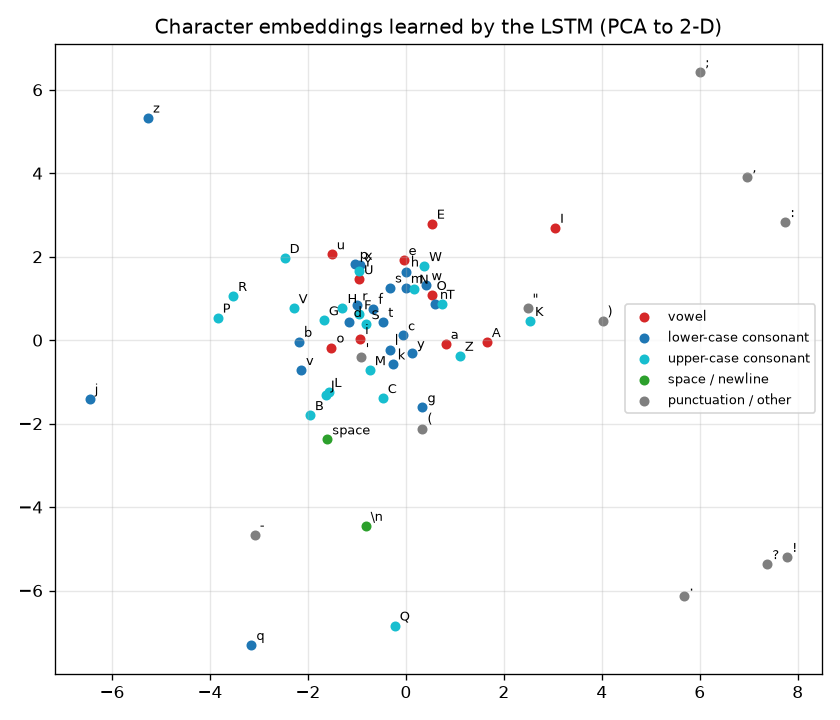 Character embeddings learned by the LSTM (PCA to 2-D)
;
z
,
:
E
I
u
e
W
D
U
h
s
w
R
m
N
O
n
T
"
K
)
P
V
H
r
F
f
G
d
S
t
i
c
b
o
l
a
A
'
y
Z
v
k
M
J
L
C
j
B
g
(
space
\n
-
?
!
.
Q
q
vowel
lower-case consonant
upper-case consonant
space / newline
punctuation / other
6
4
2
0
−2
−4
−6
−6
−4
−2
0
2
4
6
8